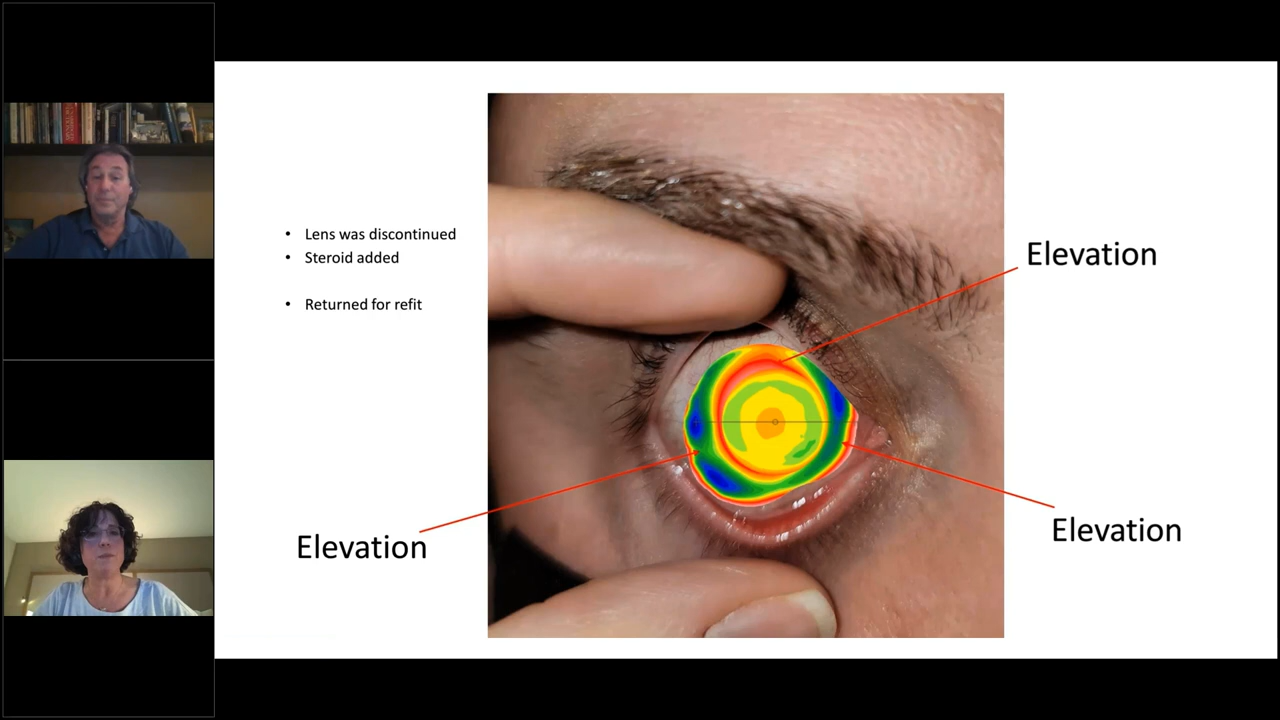 • Lens was discontinued
• Steroid added
• Returned for refit
Elevation
Elevation
Elevation